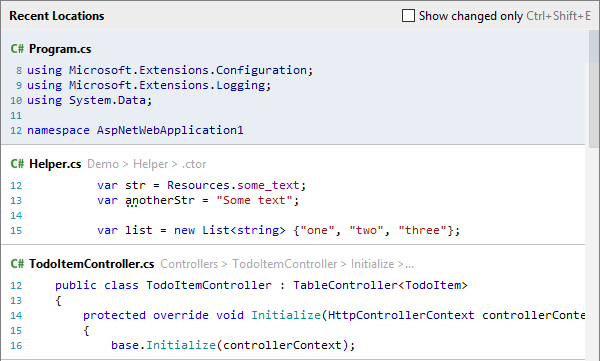 Recent Locations Show changed only Ctrl+Shift+E
C# Program.cs
8 using Microsoft.Extensions.Configuration;
9 using Microsoft.Extensions.Logging;
10 using System.Data;
11
12 namespace AspNetWebApplication1
C# Helper.cs Demo > Helper > .ctor
12 var str = Resources.some_text;
13 var anotherStr = "Some text";
14
15 var list = new List<string> {"one", "two", "three"};
C# TodoItemController.cs Controllers > TodoItemController > Initialize >...
12 public class TodoItemController : TableController<TodoItem>
13 {
14 protected override void Initialize(HttpControllerContext controllerConte
15 {
16 base.Initialize(controllerContext);